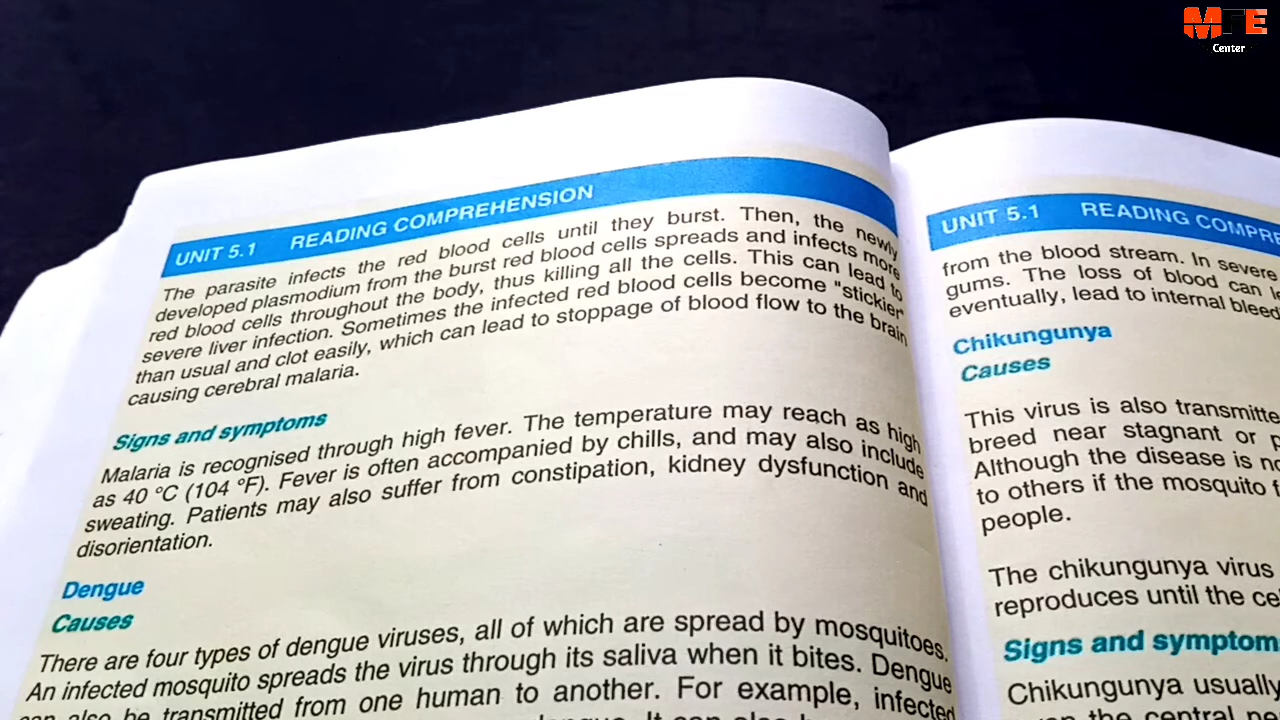 MTE
Center
UNIT 5.1 READING COMPREHENSION
The parasite infects the red blood cells until they burst. Then, the newly
developed plasmodium from the burst red blood cells spreads and infects more
red blood cells throughout the body, thus killing all the cells. This can lead to
severe liver infection. Sometimes the infected red blood cells become "stickier"
than usual and clot easily, which can lead to stoppage of blood flow to the brain
causing cerebral malaria.
Signs and symptoms
Malaria is recognised through high fever. The temperature may reach as high
as 40 °C (104 °F). Fever is often accompanied by chills, and may also include
sweating. Patients may also suffer from constipation, kidney dysfunction and
disorientation.
Dengue
Causes
There are four types of dengue viruses, all of which are spread by mosquitoes.
An infected mosquito spreads the virus through its saliva when it bites. Dengue
can also be transmitted from one human to another. For example, infected
dengue. It can also
UNIT 5.1 READING COMPRE
from the blood stream. In severe
gums. The loss of blood can
eventually, lead to internal bleed
Chikungunya
Causes
This virus is also transmitte
breed near stagnant or
Although the disease is
to others if the mosquito
people.
The chikungunya virus
reproduces until the
Signs and symptom
Chikungunya usually
the central